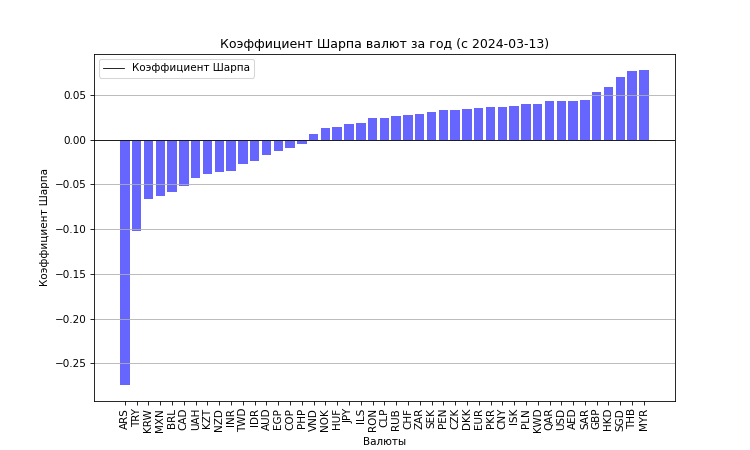 Коэффициент Шарпа валют за год (с 2024-03-13)
Коэффициент Шарпа
0.05
0.00
−0.05
−0.10
−0.15
−0.20
−0.25
Коэффициент Шарпа
ARS TRY KRW MXN BRL CAD UAH KZT NZD INR TWD IDR AUD EGP COP PHP VND NOK HUF JPY ILS RON CLP RUB CHF ZAR SEK PEN CZK DKK EUR PKR CNY ISK PLN KWD QAR USD AED SAR GBP HKD SGD THB MYR
Валюты